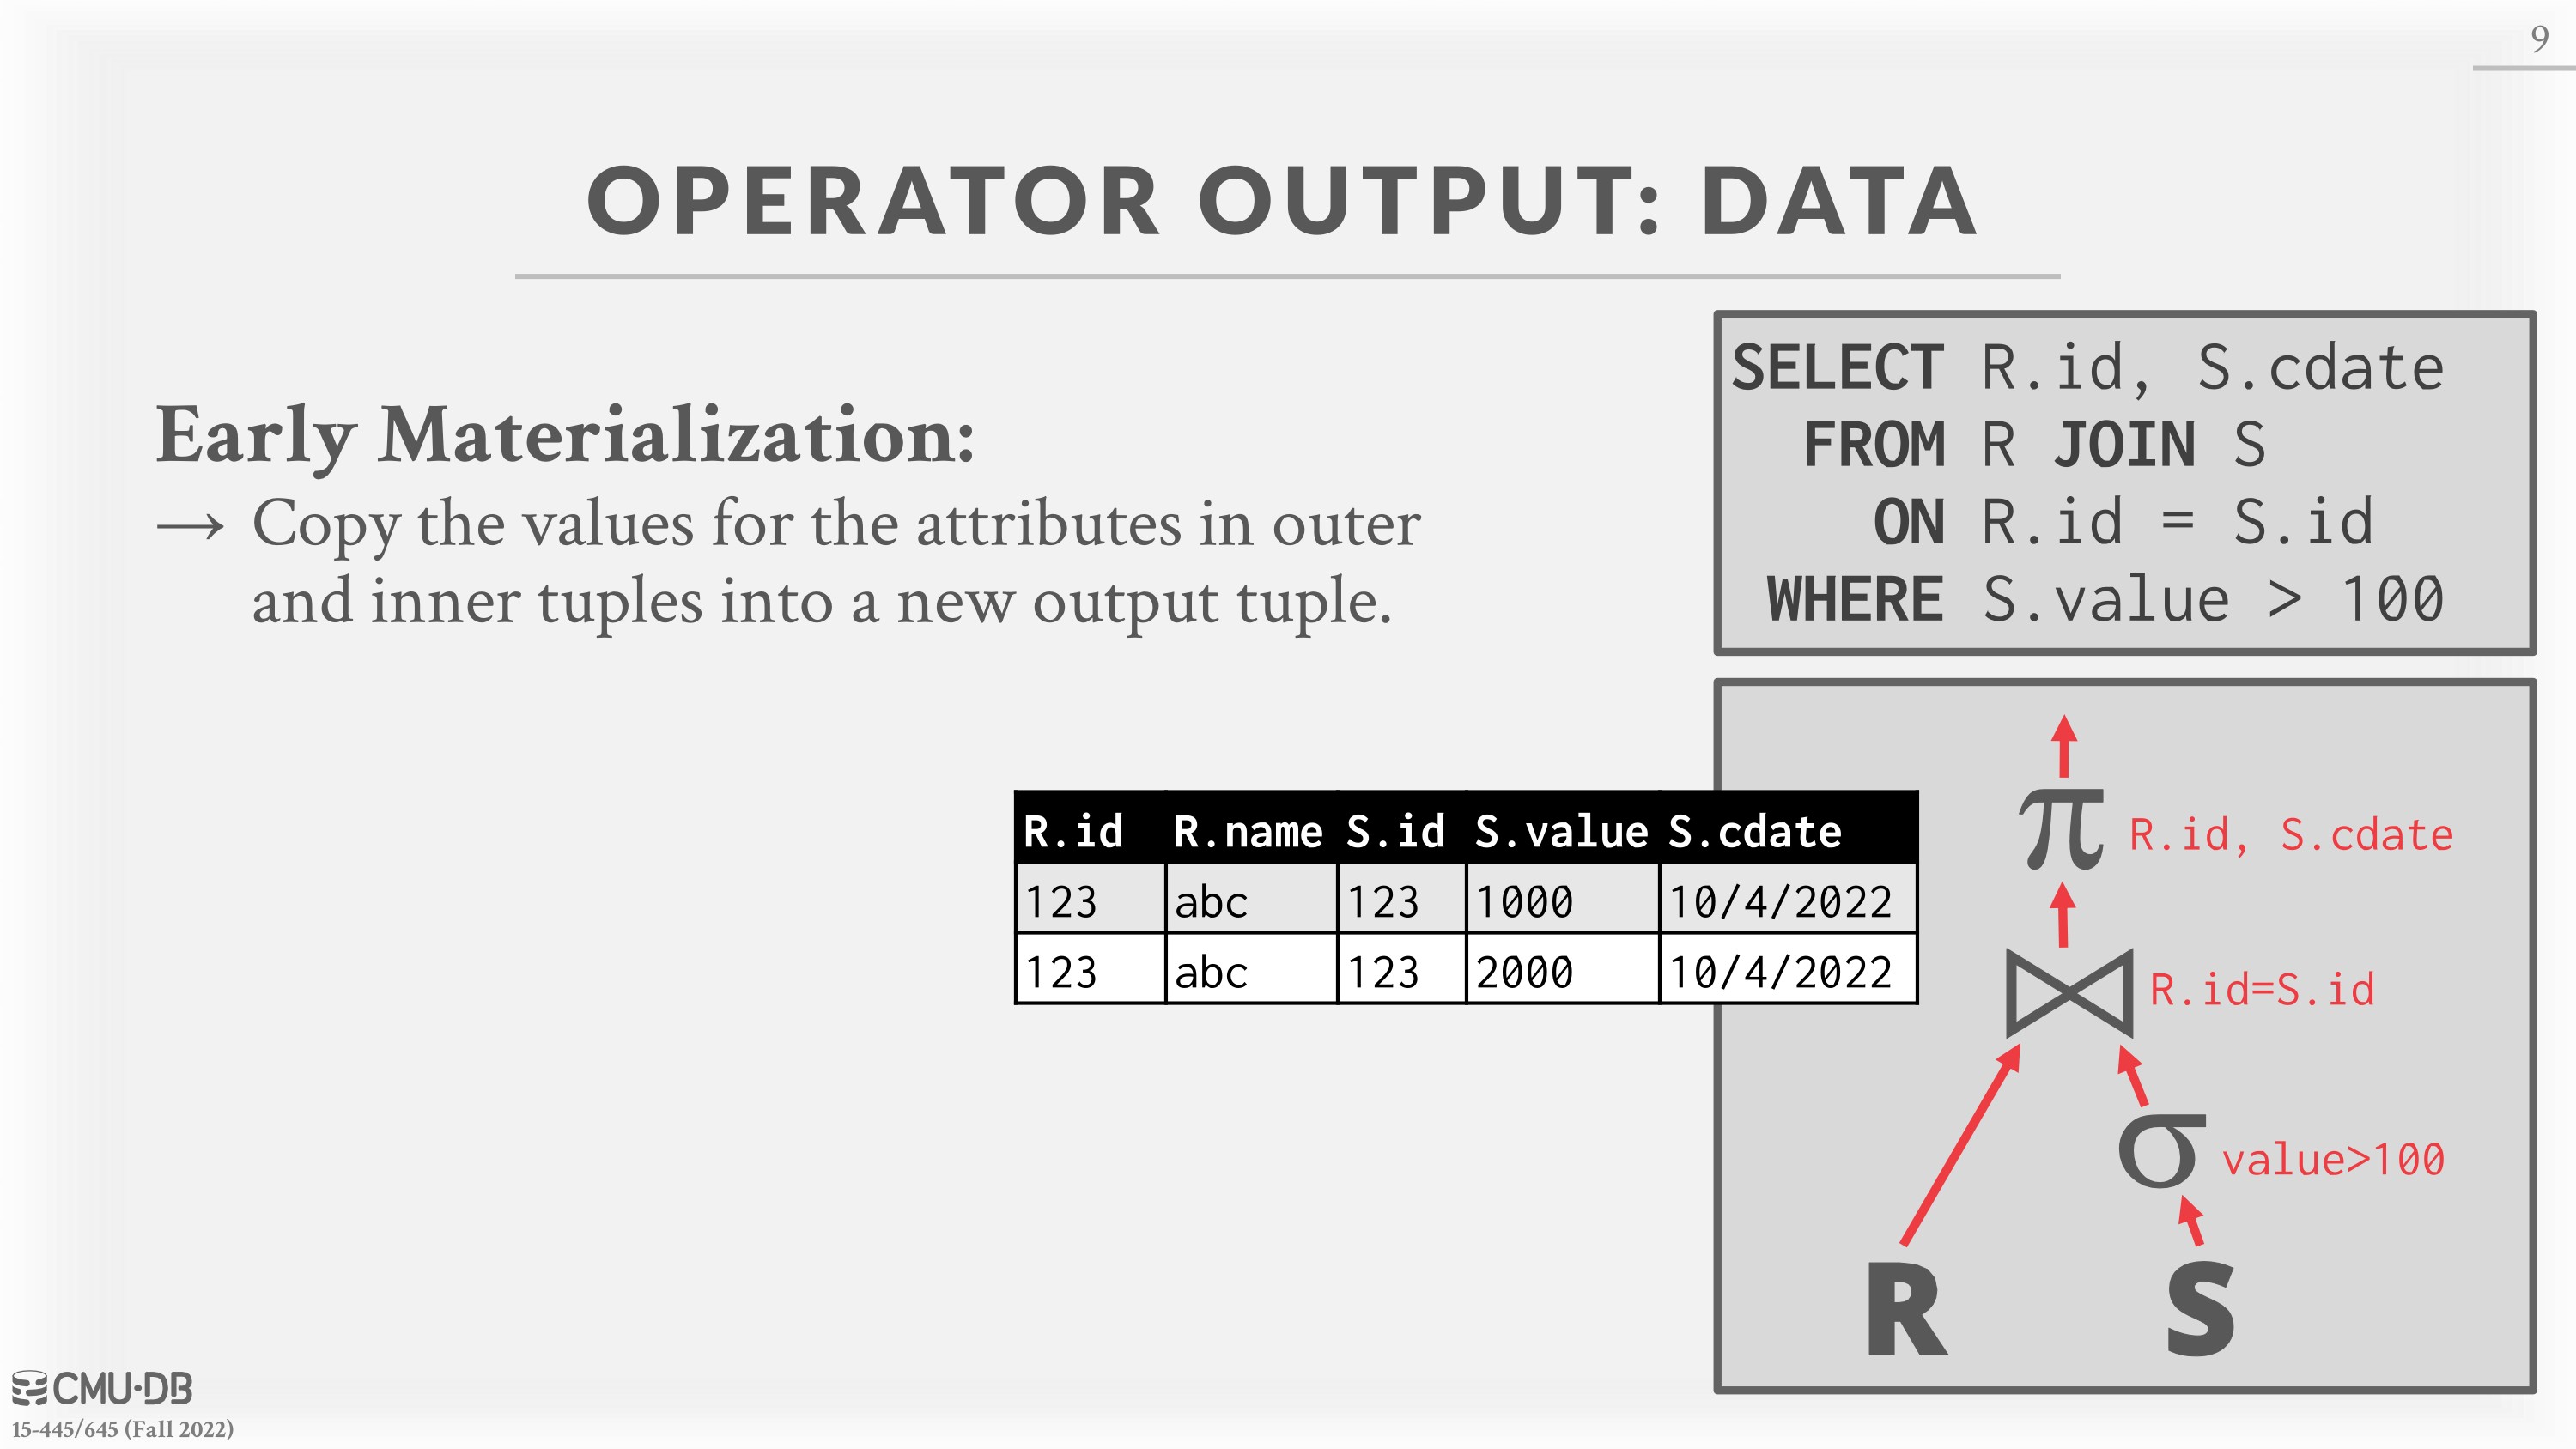 9
OPERATOR OUTPUT: DATA
Early Materialization:
→ Copy the values for the attributes in outer
and inner tuples into a new output tuple.
SELECT R.id, S.cdate
FROM R JOIN S
ON R.id = S.id
WHERE S.value > 100
R.id R.name S.id S.value S.cdate
123 abc 123 1000 10/4/2022
123 abc 123 2000 10/4/2022
π R.id, S.cdate
⋈ R.id=S.id
σ value>100
R S
CMU·DB
15-445/645 (Fall 2022)